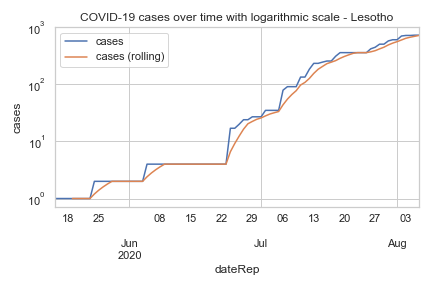 COVID-19 cases over time with logarithmic scale - Lesotho
cases
cases (rolling)
10³
10²
10¹
10⁰
cases
18 25 08 15 22 29 06 13 20 27 03
Jun Jul Aug
2020
dateRep